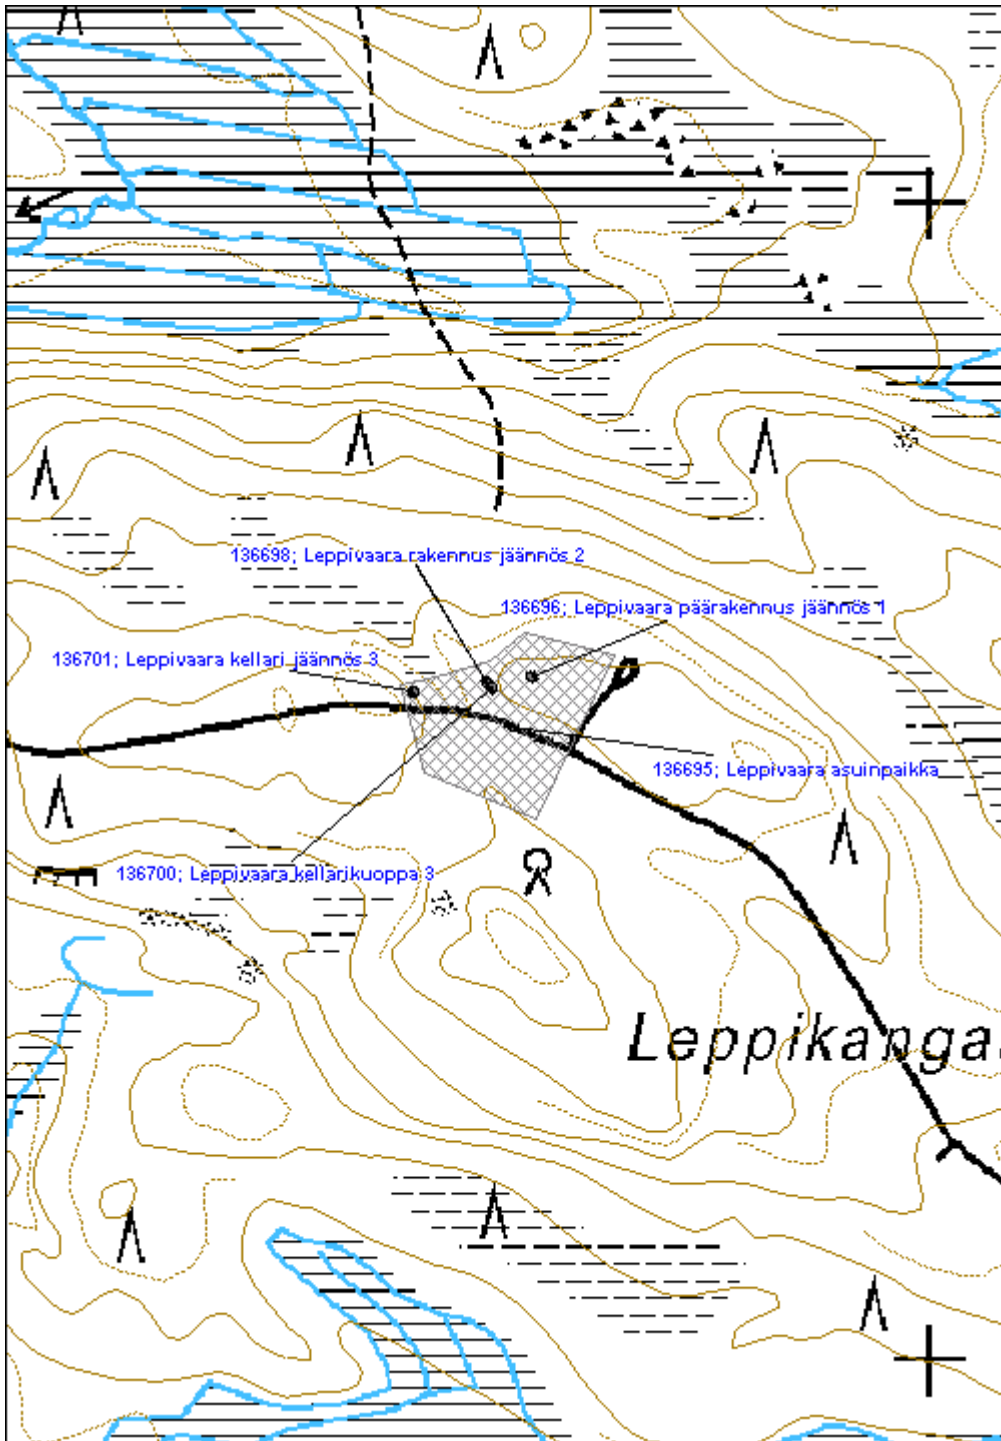 136698; Leppivaara rakennus jäännös 2
136696; Leppivaara päärakennus jäännös 1
136701; Leppivaara kellari jäännös 3
136695; Leppivaara asuinpaikka
136700; Leppivaara kellarikuoppa 3
Leppikanga